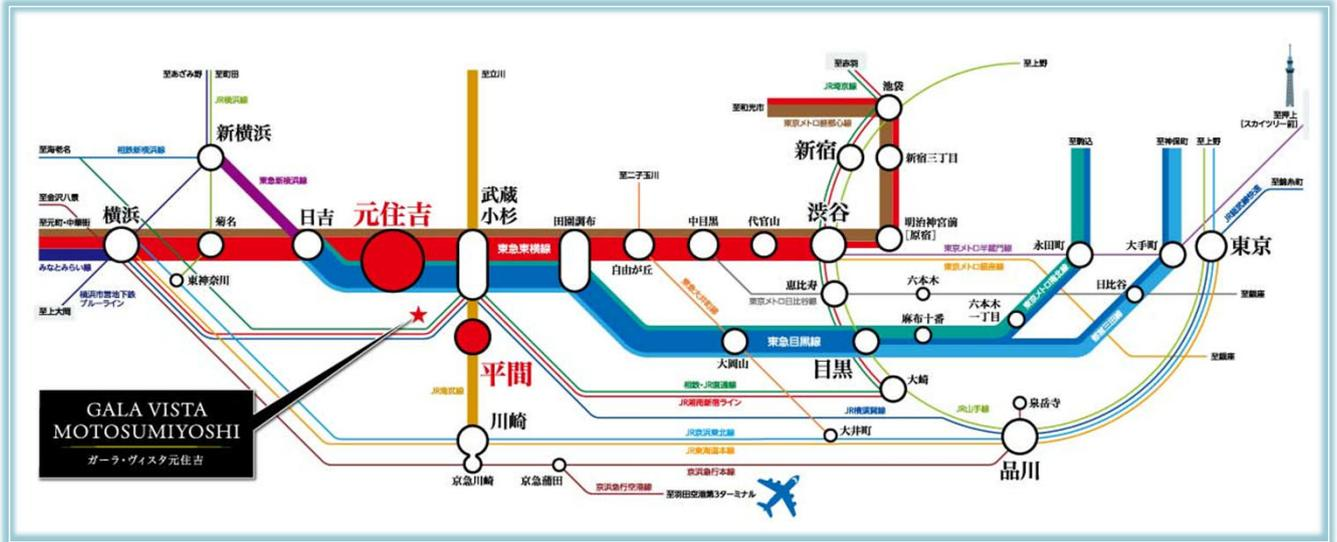 至あざみ野
至町田
JR横浜線
新横浜
至海老名
相鉄新横浜線
東急新横浜線
至金沢八景
至元町・中華街
横浜
みなとみらい線
至上大岡
横浜市営地下鉄
ブルーライン
菊名
東神奈川
日吉
元住吉
至立川
武蔵
小杉
東急東横線
田園調布
至二子玉川
自由が丘
中目黒
代官山
渋谷
至赤羽
JR埼京線
池袋
至上野
至和光市
東京メトロ副都心線
新宿
新宿三丁目
明治神宮前
[原宿]
東京メトロ半蔵門線
東京メトロ銀座線
恵比寿
東京メトロ日比谷線
六本木
麻布十番
六本木
一丁目
東急大井町線
大岡山
東急目黒線
目黒
至駒込
永田町
東京メトロ南北線
至神保町
大手町
日比谷
都営三田線
至上野
至押上
[スカイツリー前]
至錦糸町
JR総武線快速
東京
至銀座
至銀座
平間
JR南武線
川崎
京急川崎
京急蒲田
京浜急行空港線
至羽田空港第3ターミナル
相鉄・JR直通線
JR湘南新宿ライン
JR横須賀線
JR京浜東北線
JR東海道本線
京浜急行本線
大崎
大井町
JR山手線
泉岳寺
品川
GALA VISTA
MOTOSUMIYOSHI
ガーラ・ヴィスタ元住吉